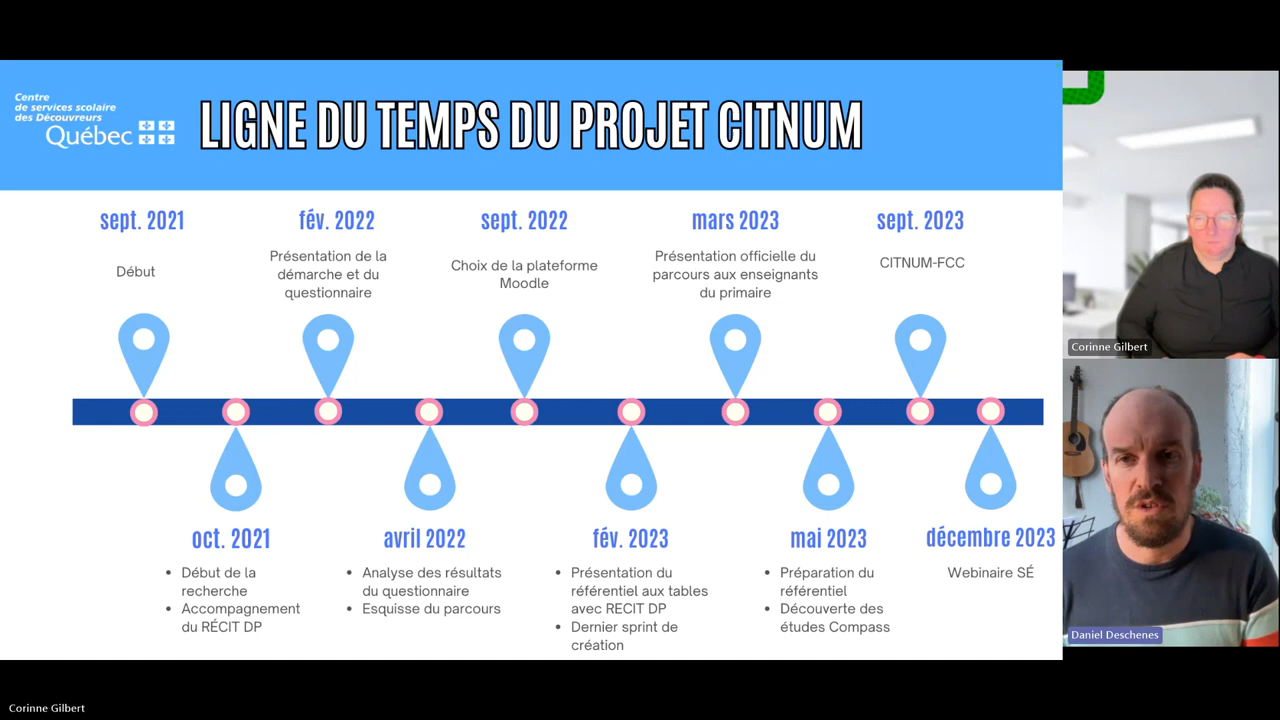 Centre
de services scolaire
des Découvreurs
Québec
LIGNE DU TEMPS DU PROJET CITNUM
sept. 2021
Début
fév. 2022
Présentation de la
démarche et du
questionnaire
sept. 2022
Choix de la plateforme
Moodle
mars 2023
Présentation officielle du
parcours aux enseignants
du primaire
sept. 2023
CITNUM-FCC
oct. 2021
• Début de la
recherche
• Accompagnement
du RÉCIT DP
avril 2022
• Analyse des résultats
du questionnaire
• Esquisse du parcours
fév. 2023
• Présentation du
référentiel aux tables
avec RECIT DP
• Dernier sprint de
création
mai 2023
• Préparation du
référentiel
• Découverte des
études Compass
décembre 2023
Webinaire SÉ
Corinne Gilbert
Daniel Deschenes
Corinne Gilbert